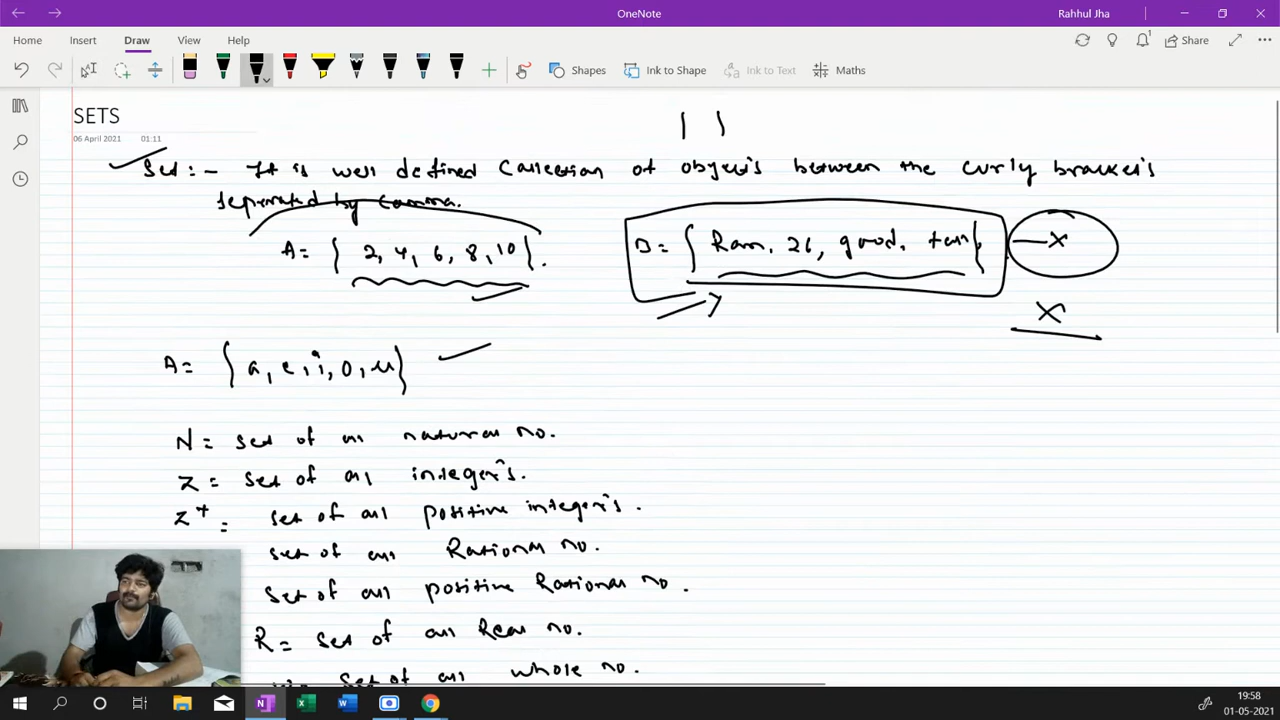 OneNote
Rahhul Jha
Home Insert Draw View Help
Share
Shapes Ink to Shape Ink to Text Maths
SETS
06 April 2021 01:11
Set :- It is well defined Collection of objects between the curly brackets
separated by comma.
A = { 2, 4, 6, 8, 10 }.
B = { Ram, 26, good, tall } X
X
A = { a, e, i, o, u }
N = set of all natural no.
Z = set of all integers.
Z+ = set of all positive integers.
set of all Rational no.
set of all positive Rational no.
R = set of all Real no.
set of all whole no.
19:58
01-05-2021